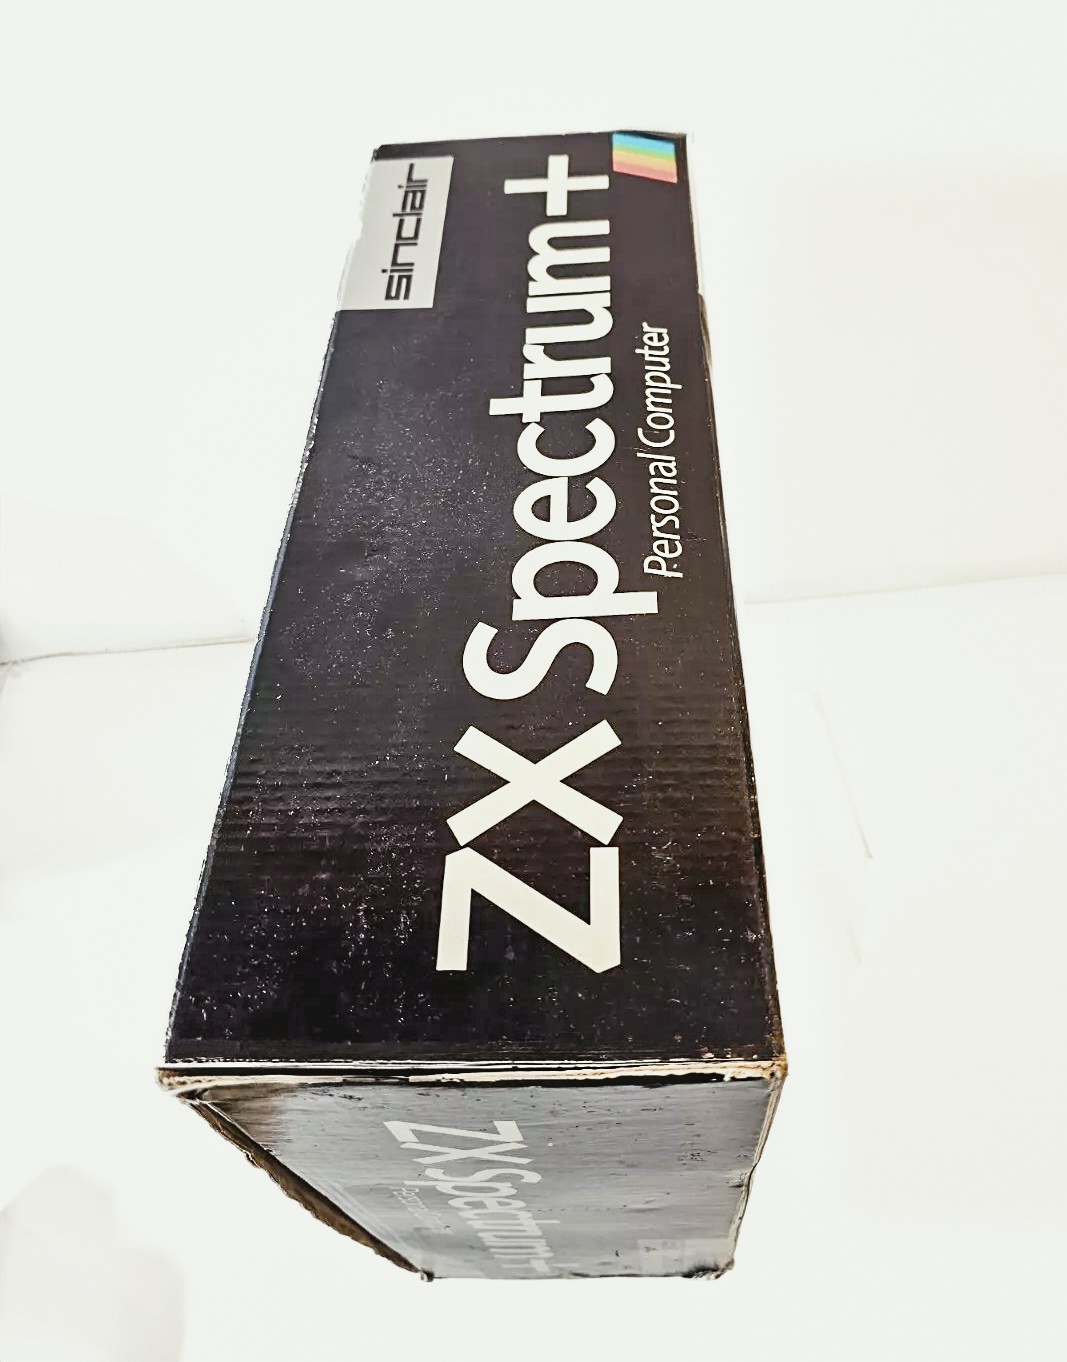 sinclair
ZX Spectrum+
Personal Computer
ZX Spectrum+